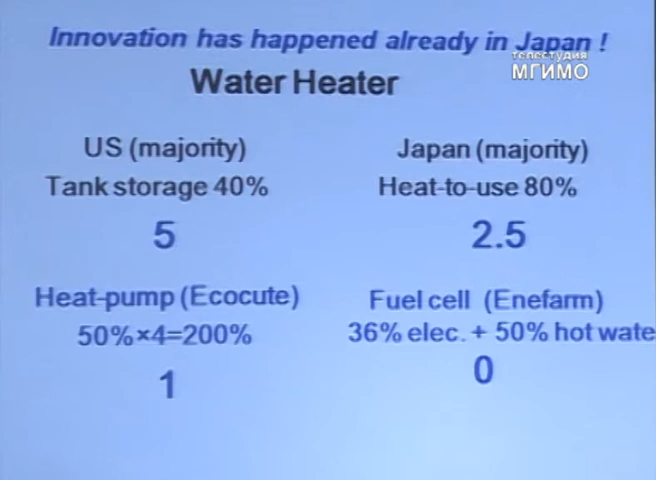 Innovation has happened already in Japan !
телестудия
МГИМО
Water Heater
US (majority)
Tank storage 40%
5
Japan (majority)
Heat-to-use 80%
2.5
Heat-pump (Ecocute)
50%×4=200%
1
Fuel cell (Enefarm)
36% elec. + 50% hot wate
0